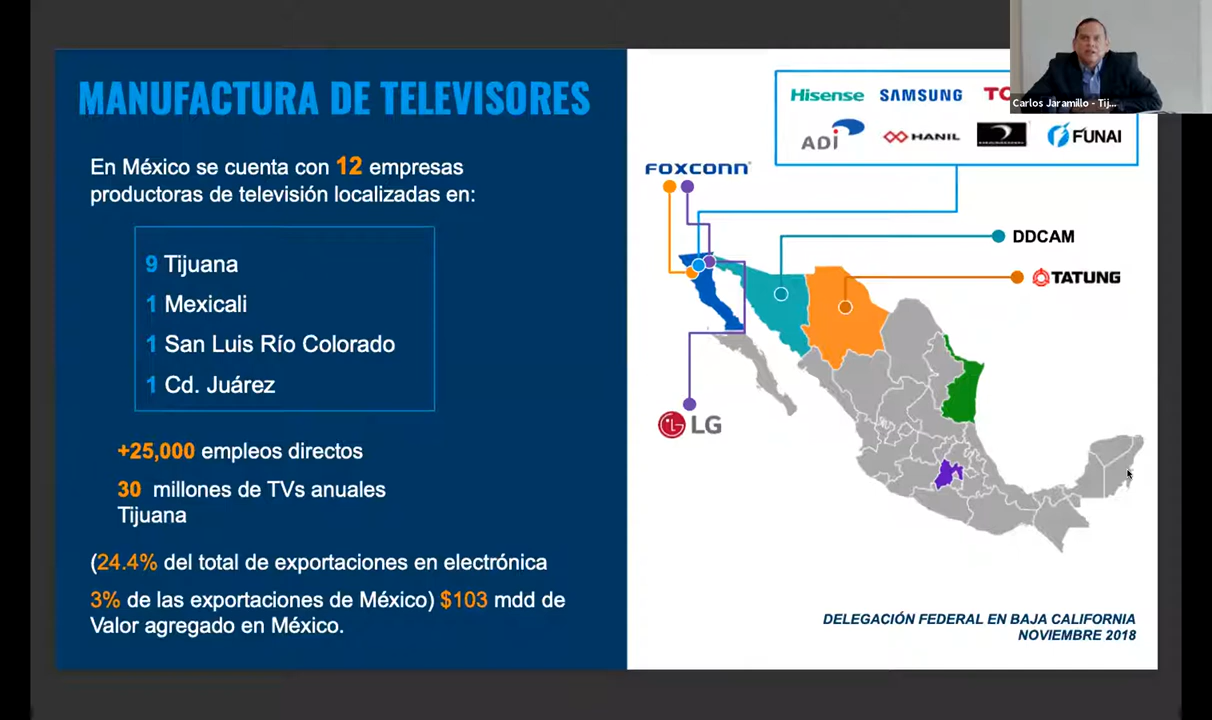 MANUFACTURA DE TELEVISORES
En México se cuenta con 12 empresas
productoras de televisión localizadas en:
9 Tijuana
1 Mexicali
1 San Luis Río Colorado
1 Cd. Juárez
+25,000 empleos directos
30 millones de TVs anuales
Tijuana
(24.4% del total de exportaciones en electrónica
3% de las exportaciones de México) $103 mdd de
Valor agregado en México.
Carlos Jaramillo - Tij...
Hisense SAMSUNG TC
ADI HANIL FUNAI
FOXCONN
DDCAM
TATUNG
LG
DELEGACIÓN FEDERAL EN BAJA CALIFORNIA
NOVIEMBRE 2018